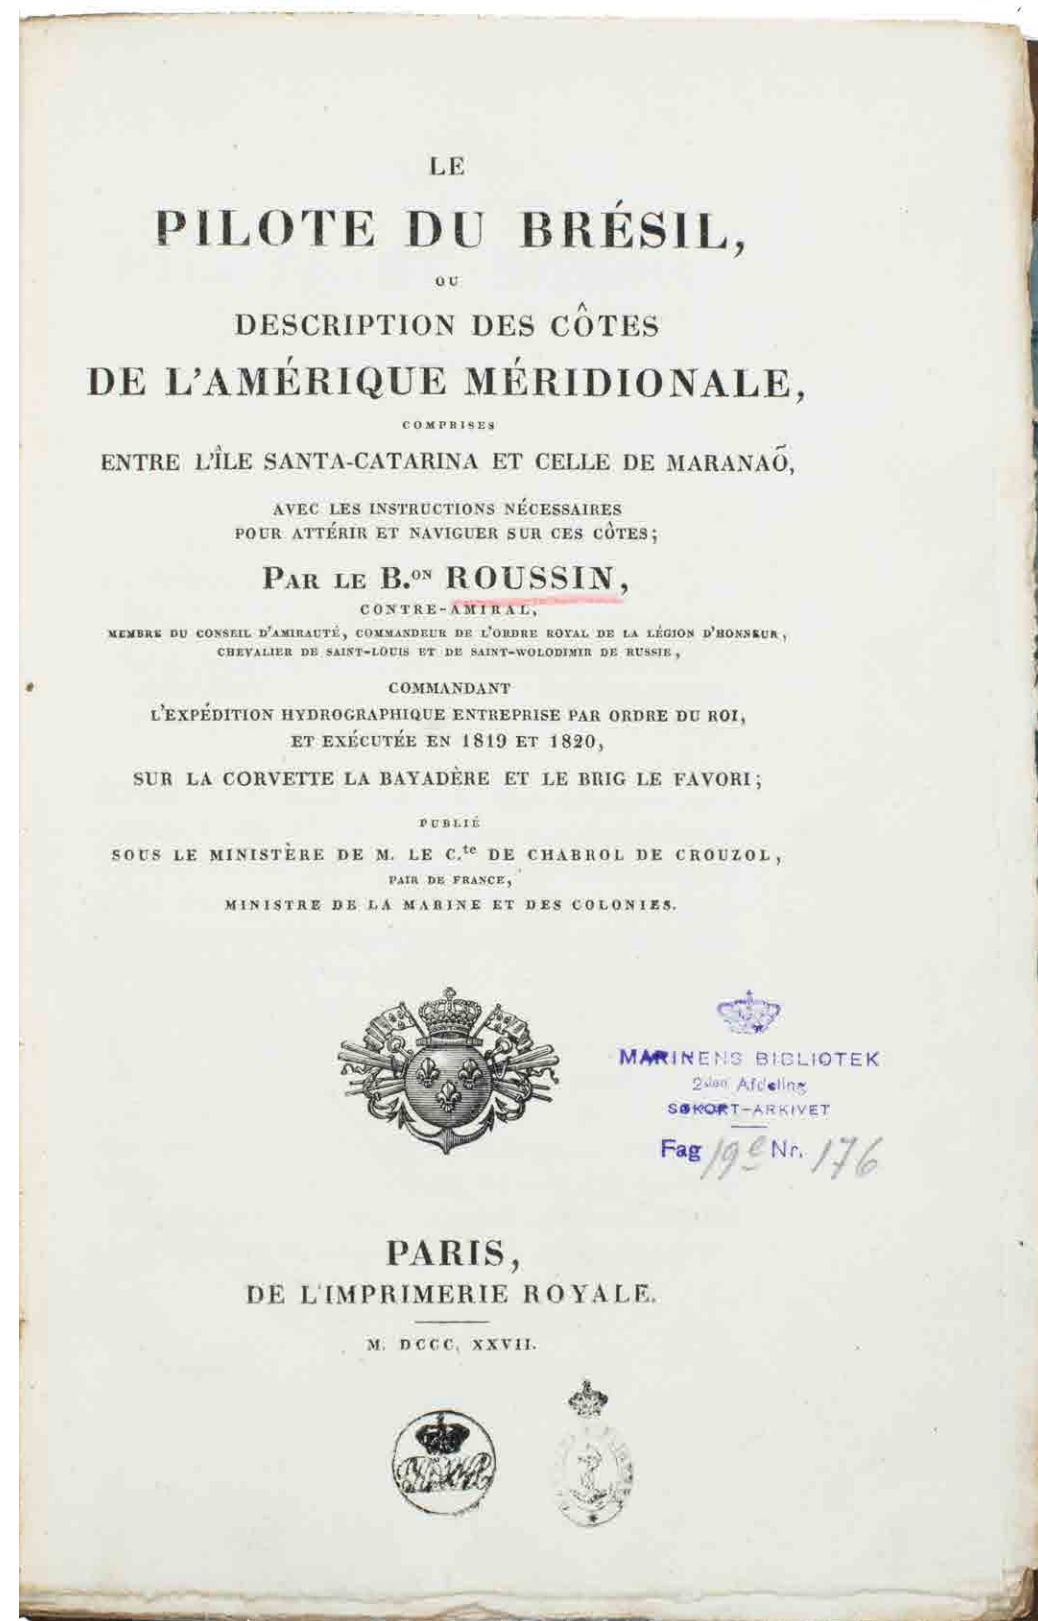 LE
PILOTE DU BRÉSIL,
OU
DESCRIPTION DES CÔTES
DE L'AMÉRIQUE MÉRIDIONALE,
COMPRISES
ENTRE L'ÎLE SANTA-CATARINA ET CELLE DE MARANAÕ,
AVEC LES INSTRUCTIONS NÉCESSAIRES
POUR ATTÉRIR ET NAVIGUER SUR CES CÔTES;
PAR LE B.ON ROUSSIN,
CONTRE-AMIRAL,
MEMBRE DU CONSEIL D'AMIRAUTÉ, COMMANDEUR DE L'ORDRE ROYAL DE LA LÉGION D'HONNEUR,
CHEVALIER DE SAINT-LOUIS ET DE SAINT-WOLODIMIR DE RUSSIE,
COMMANDANT
L'EXPÉDITION HYDROGRAPHIQUE ENTREPRISE PAR ORDRE DU ROI,
ET EXÉCUTÉE EN 1819 ET 1820,
SUR LA CORVETTE LA BAYADÈRE ET LE BRIG LE FAVORI;
PUBLIÉ
SOUS LE MINISTÈRE DE M. LE C.te DE CHABROL DE CROUZOL,
PAIR DE FRANCE,
MINISTRE DE LA MARINE ET DES COLONIES.
MARINENS BIBLIOTEK
2den Afdeling
SØKORT-ARKIVET
Fag 19e Nr. 176
PARIS,
DE L'IMPRIMERIE ROYALE.
M. DCCC. XXVII.